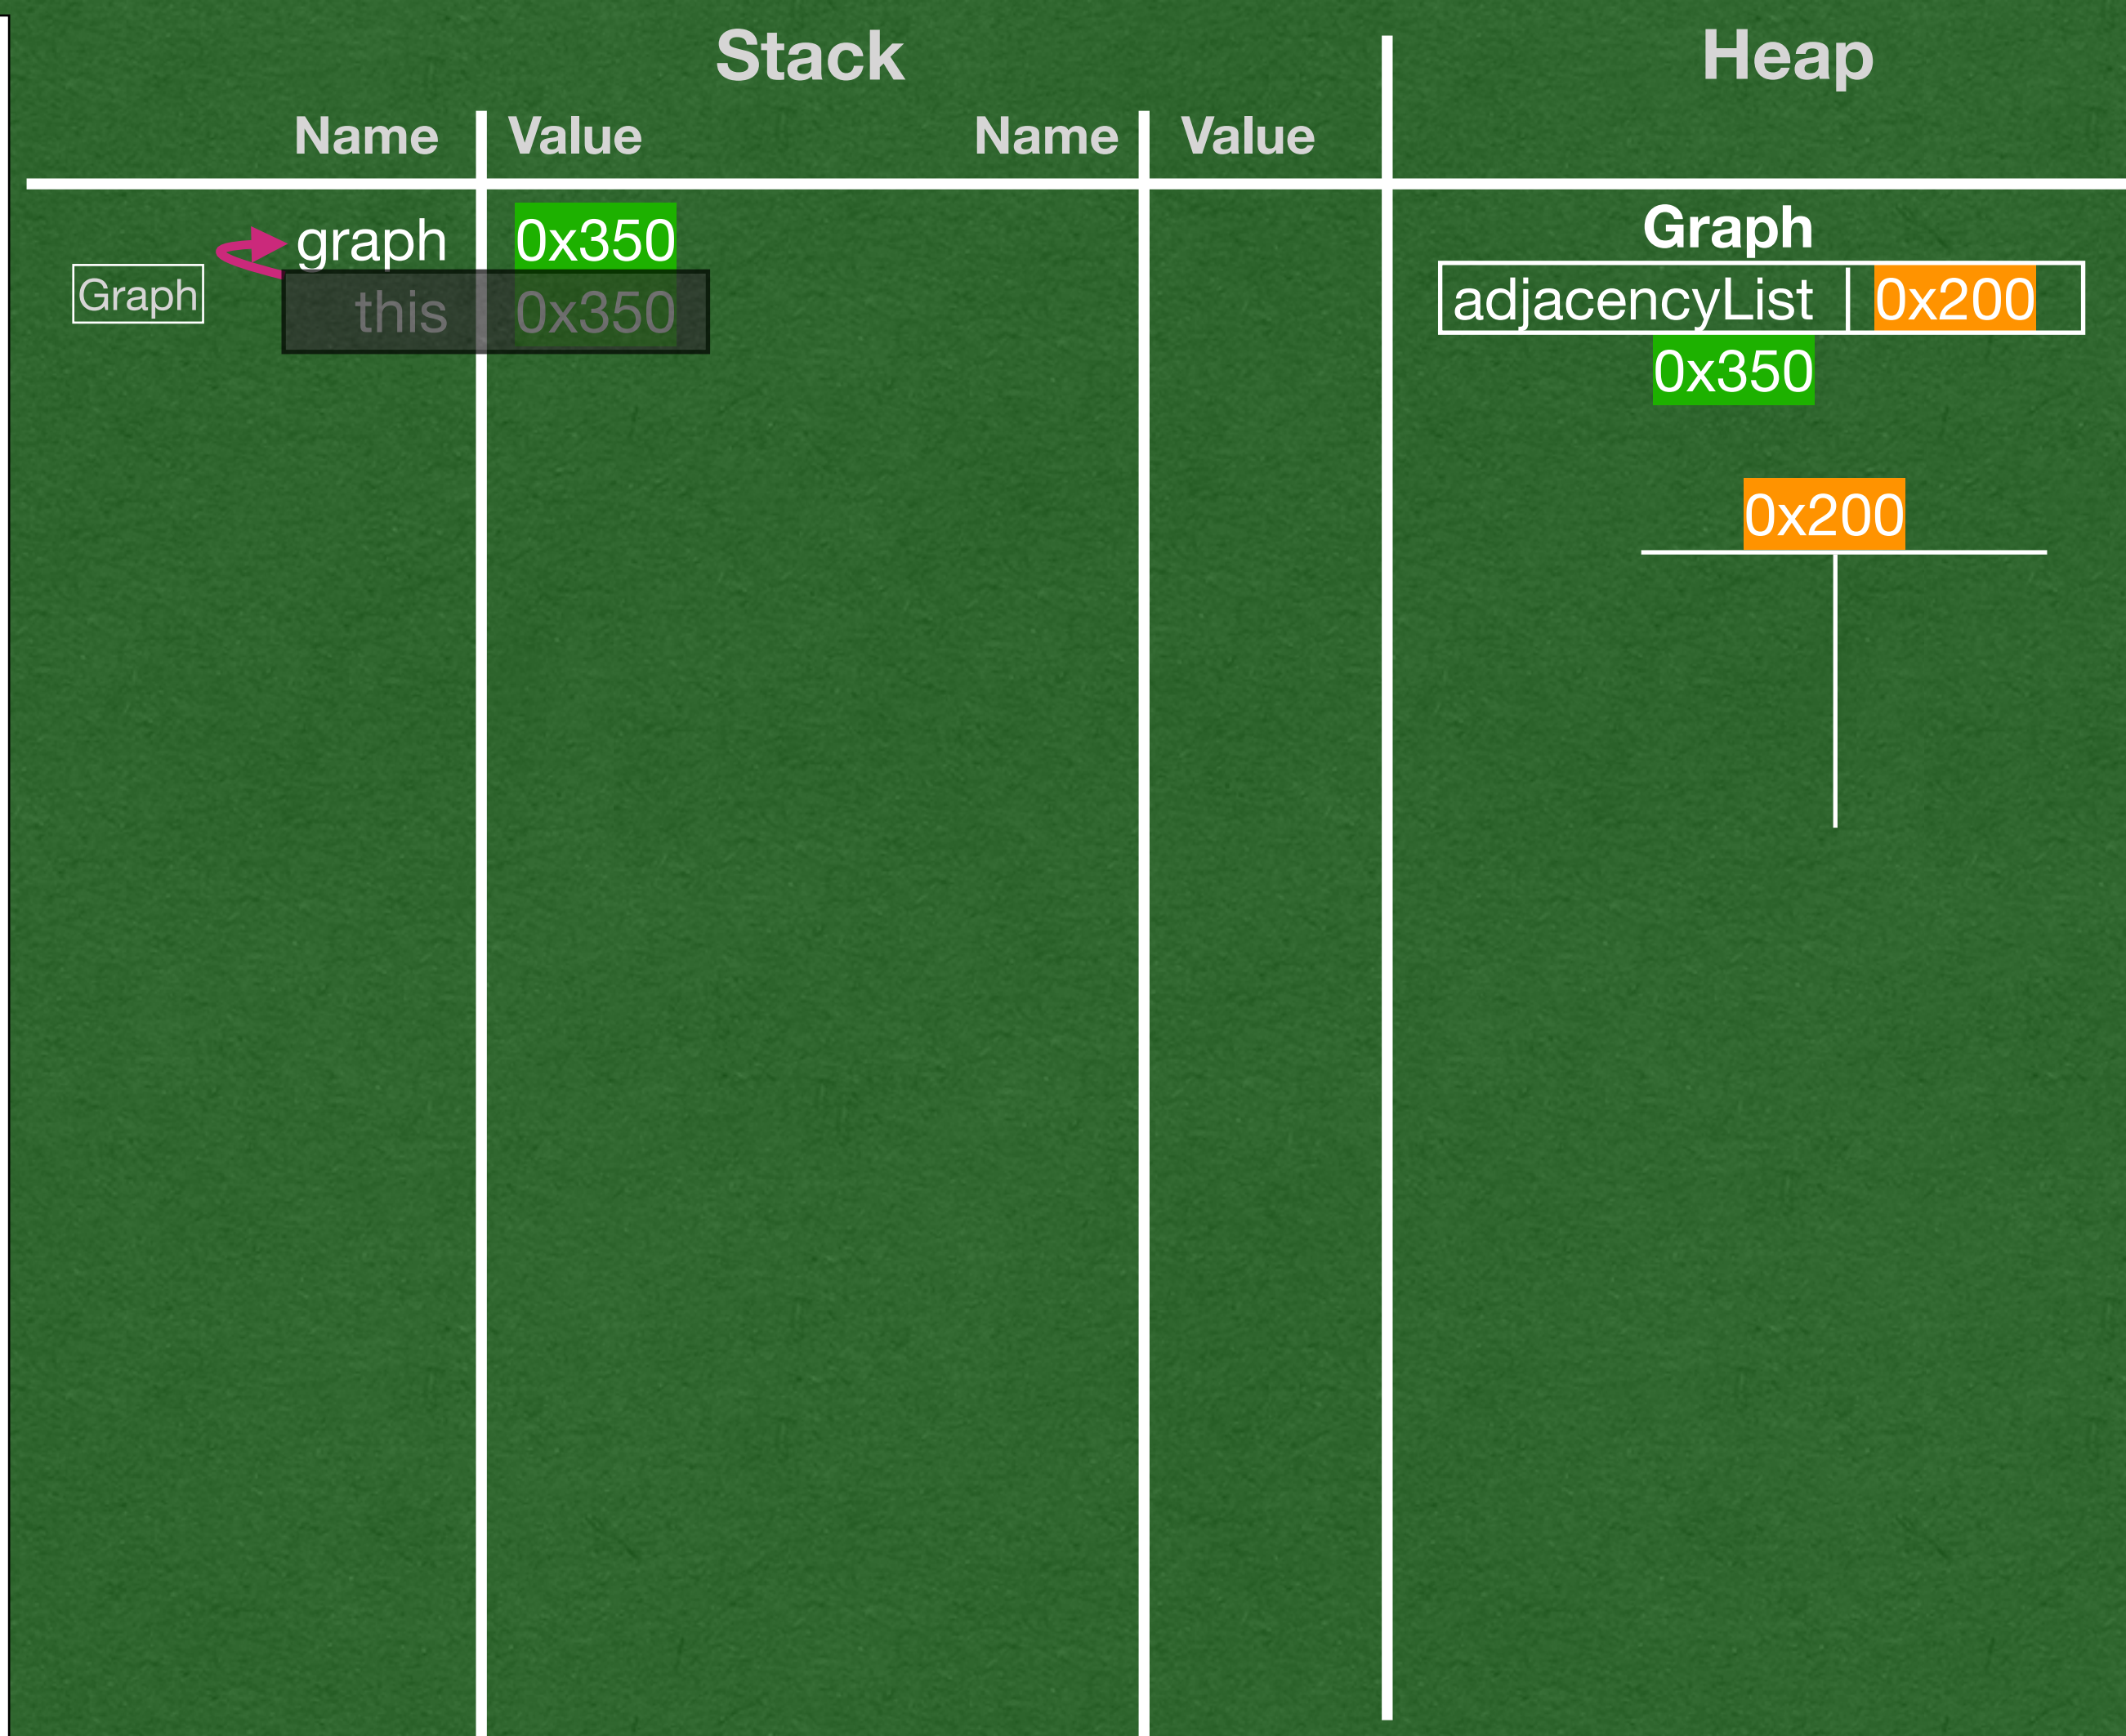 Stack
Heap
Name Value Name Value
graph 0x350
Graph
this 0x350
Graph
adjacencyList 0x200
0x350
0x200